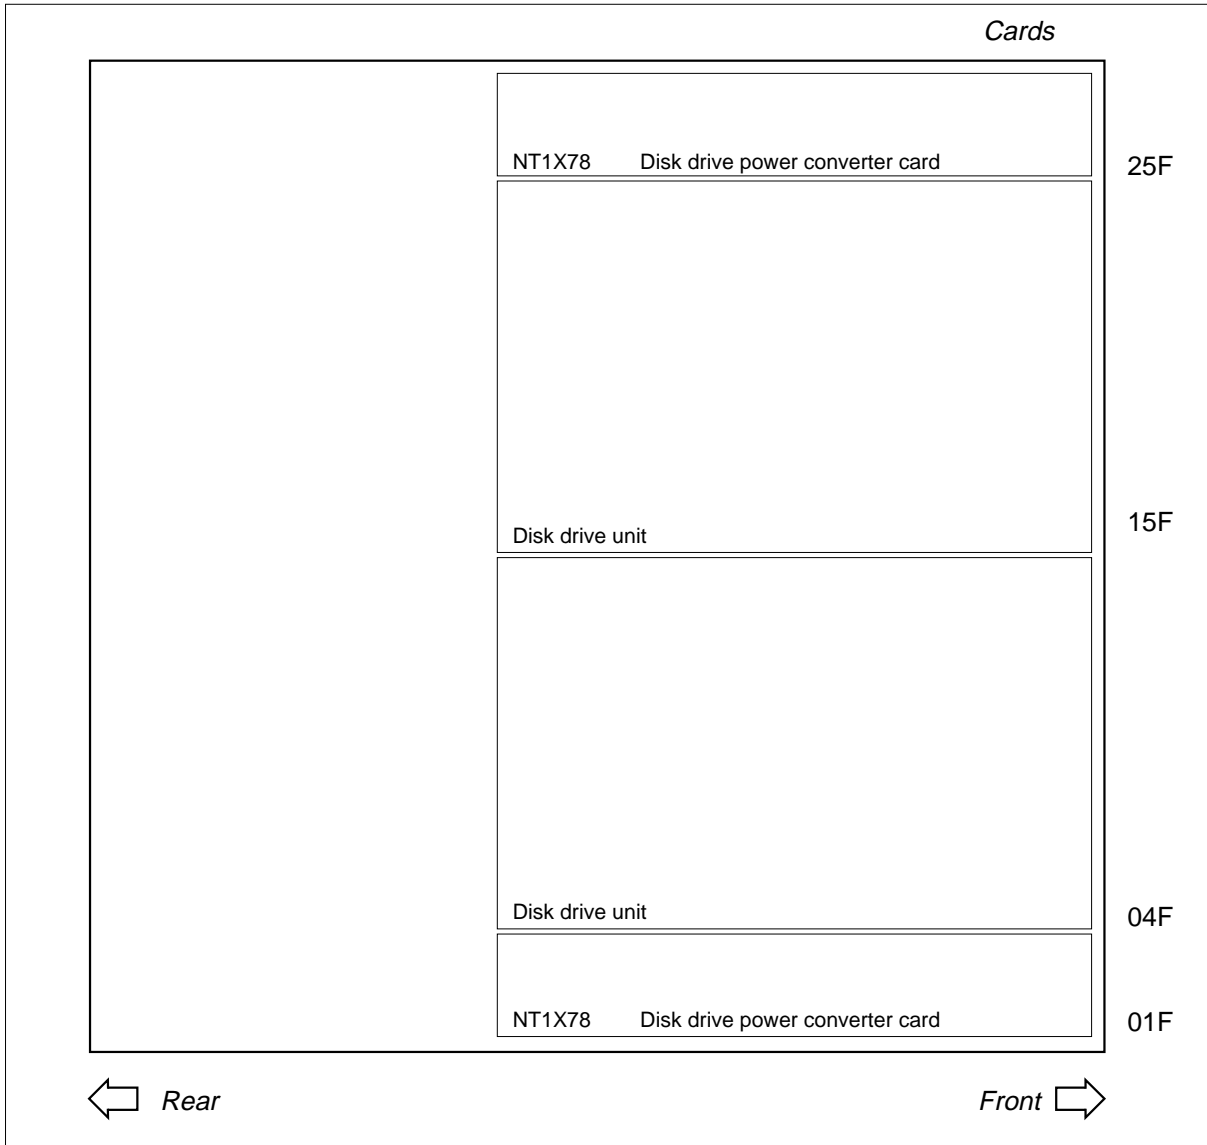 Cards
NT1X78 Disk drive power converter card 25F
Disk drive unit 15F
Disk drive unit 04F
NT1X78 Disk drive power converter card 01F
Rear Front